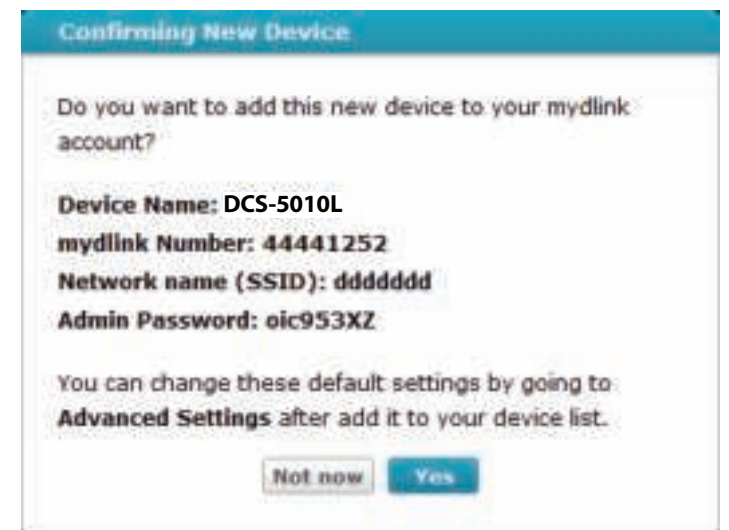 Confirming New Device
Do you want to add this new device to your mydlink
account?
Device Name: DCS-5010L
mydlink Number: 44441252
Network name (SSID): ddddddd
Admin Password: oic953XZ
You can change these default settings by going to
Advanced Settings after add it to your device list.
Not now Yes